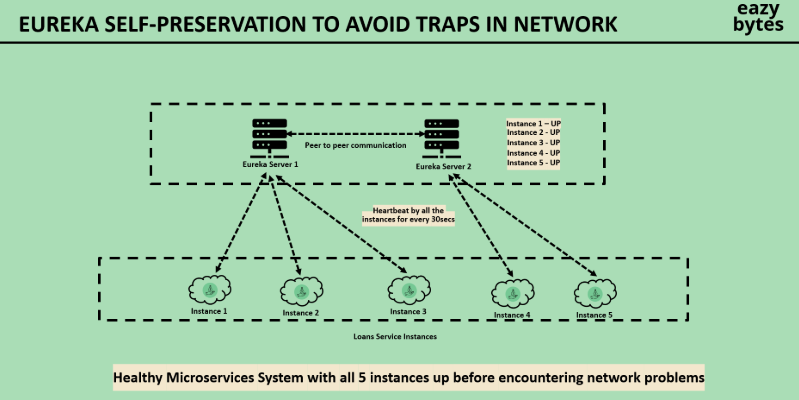 EUREKA SELF-PRESERVATION TO AVOID TRAPS IN NETWORK
eazy
bytes
Peer to peer communication
Eureka Server 1
Eureka Server 2
Instance 1 – UP
Instance 2 - UP
Instance 3 - UP
Instance 4 - UP
Instance 5 - UP
Heartbeat by all the
instances for every 30secs
Instance 1
Instance 2
Instance 3
Instance 4
Instance 5
Loans Service Instances
Healthy Microservices System with all 5 instances up before encountering network problems